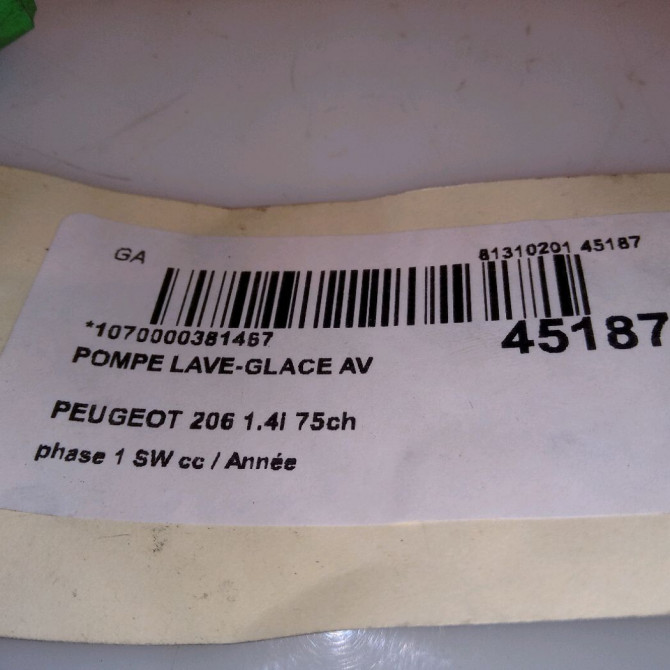 GA
81310201 45187
*1070000381467
45187
POMPE LAVE-GLACE AV
PEUGEOT 206 1.4i 75ch
phase 1 SW cc / Année